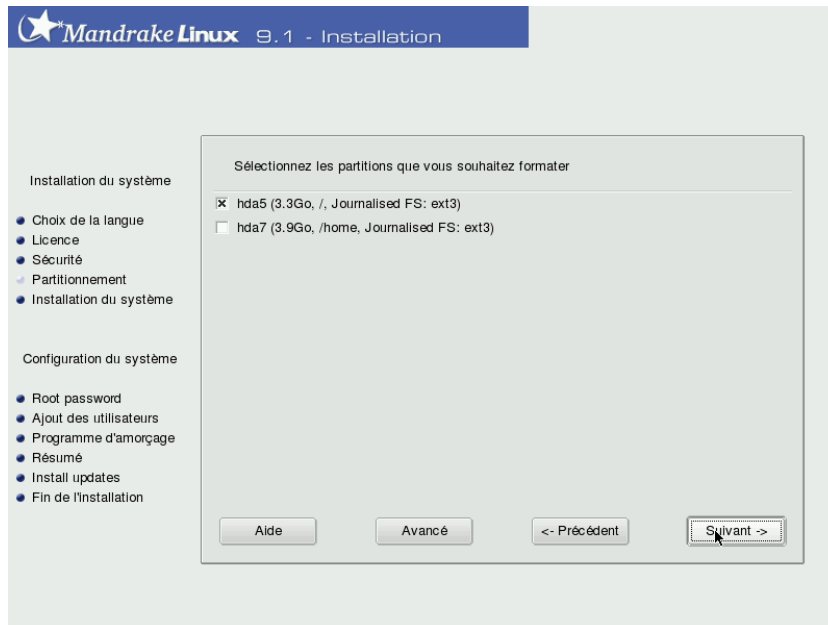 Mandrake Linux 9.1 - Installation
Sélectionnez les partitions que vous souhaitez formater
hda5 (3.3Go, /, Journalised FS: ext3)
hda7 (3.9Go, /home, Journalised FS: ext3)
Installation du système
Choix de la langue
Licence
Sécurité
Partitionnement
Installation du système
Configuration du système
Root password
Ajout des utilisateurs
Programme d'amorçage
Résumé
Install updates
Fin de l'installation
Aide
Avancé
<- Précédent
Suivant ->